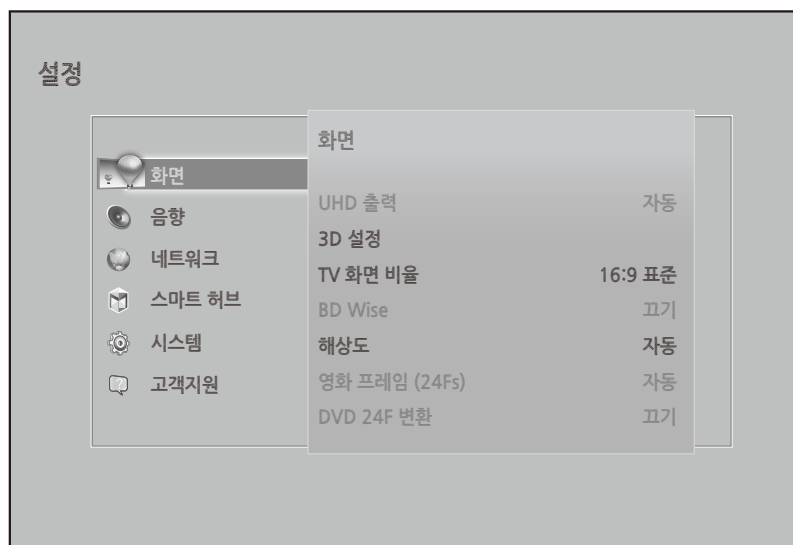 설정
화면
음향
네트워크
스마트 허브
시스템
고객지원
화면
UHD 출력 자동
3D 설정
TV 화면 비율 16:9 표준
BD Wise 끄기
해상도 자동
영화 프레임 (24Fs) 자동
DVD 24F 변환 끄기